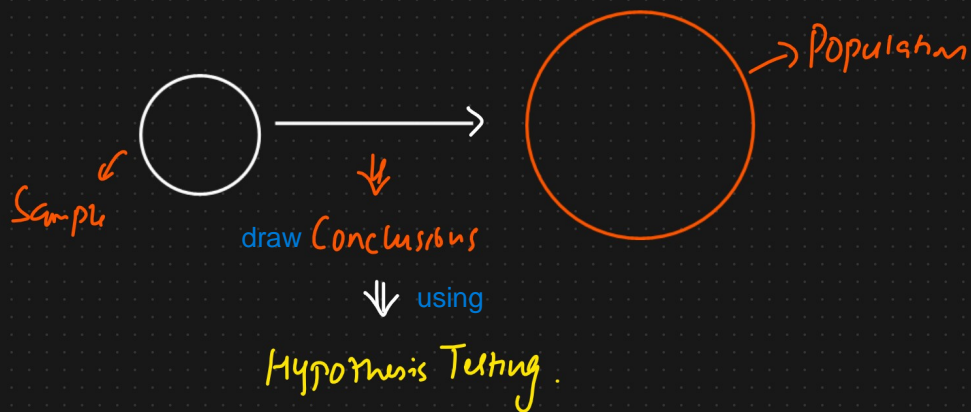 Population
Sample
draw Conclusions
using
Hypothesis Testing.